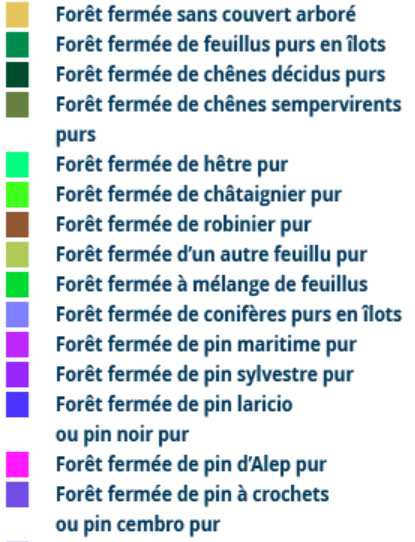 Forêt fermée sans couvert arboré
Forêt fermée de feuillus purs en îlots
Forêt fermée de chênes décidus purs
Forêt fermée de chênes sempervirents
purs
Forêt fermée de hêtre pur
Forêt fermée de châtaignier pur
Forêt fermée de robinier pur
Forêt fermée d’un autre feuillu pur
Forêt fermée à mélange de feuillus
Forêt fermée de conifères purs en îlots
Forêt fermée de pin maritime pur
Forêt fermée de pin sylvestre pur
Forêt fermée de pin laricio
ou pin noir pur
Forêt fermée de pin d’Alep pur
Forêt fermée de pin à crochets
ou pin cembro pur